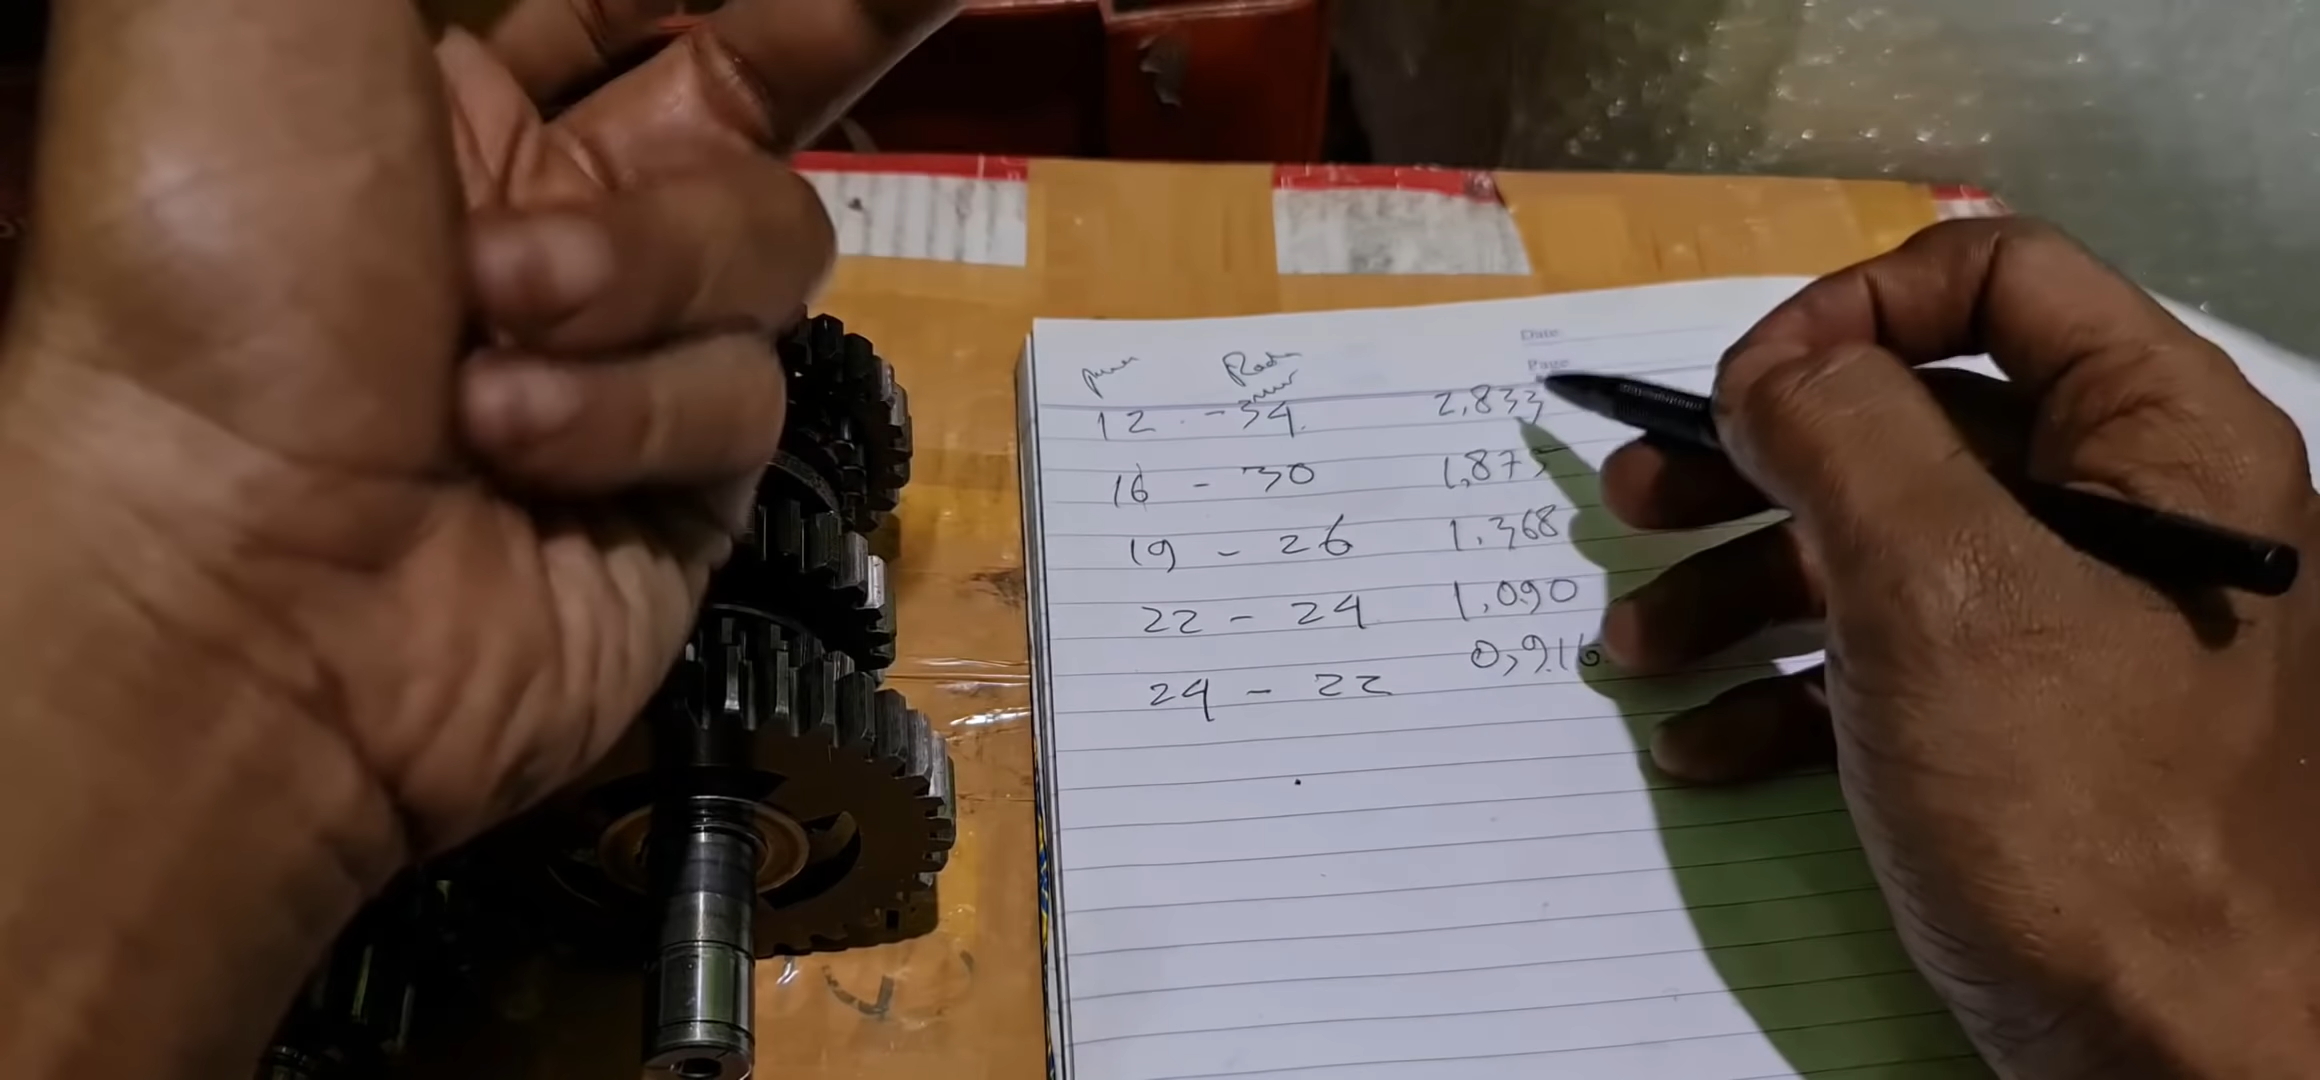 Date
Page
12 - 34. 2,833
16 - 30 1,875
19 - 26 1.368
22 - 24 1,090
24 - 22 0,916